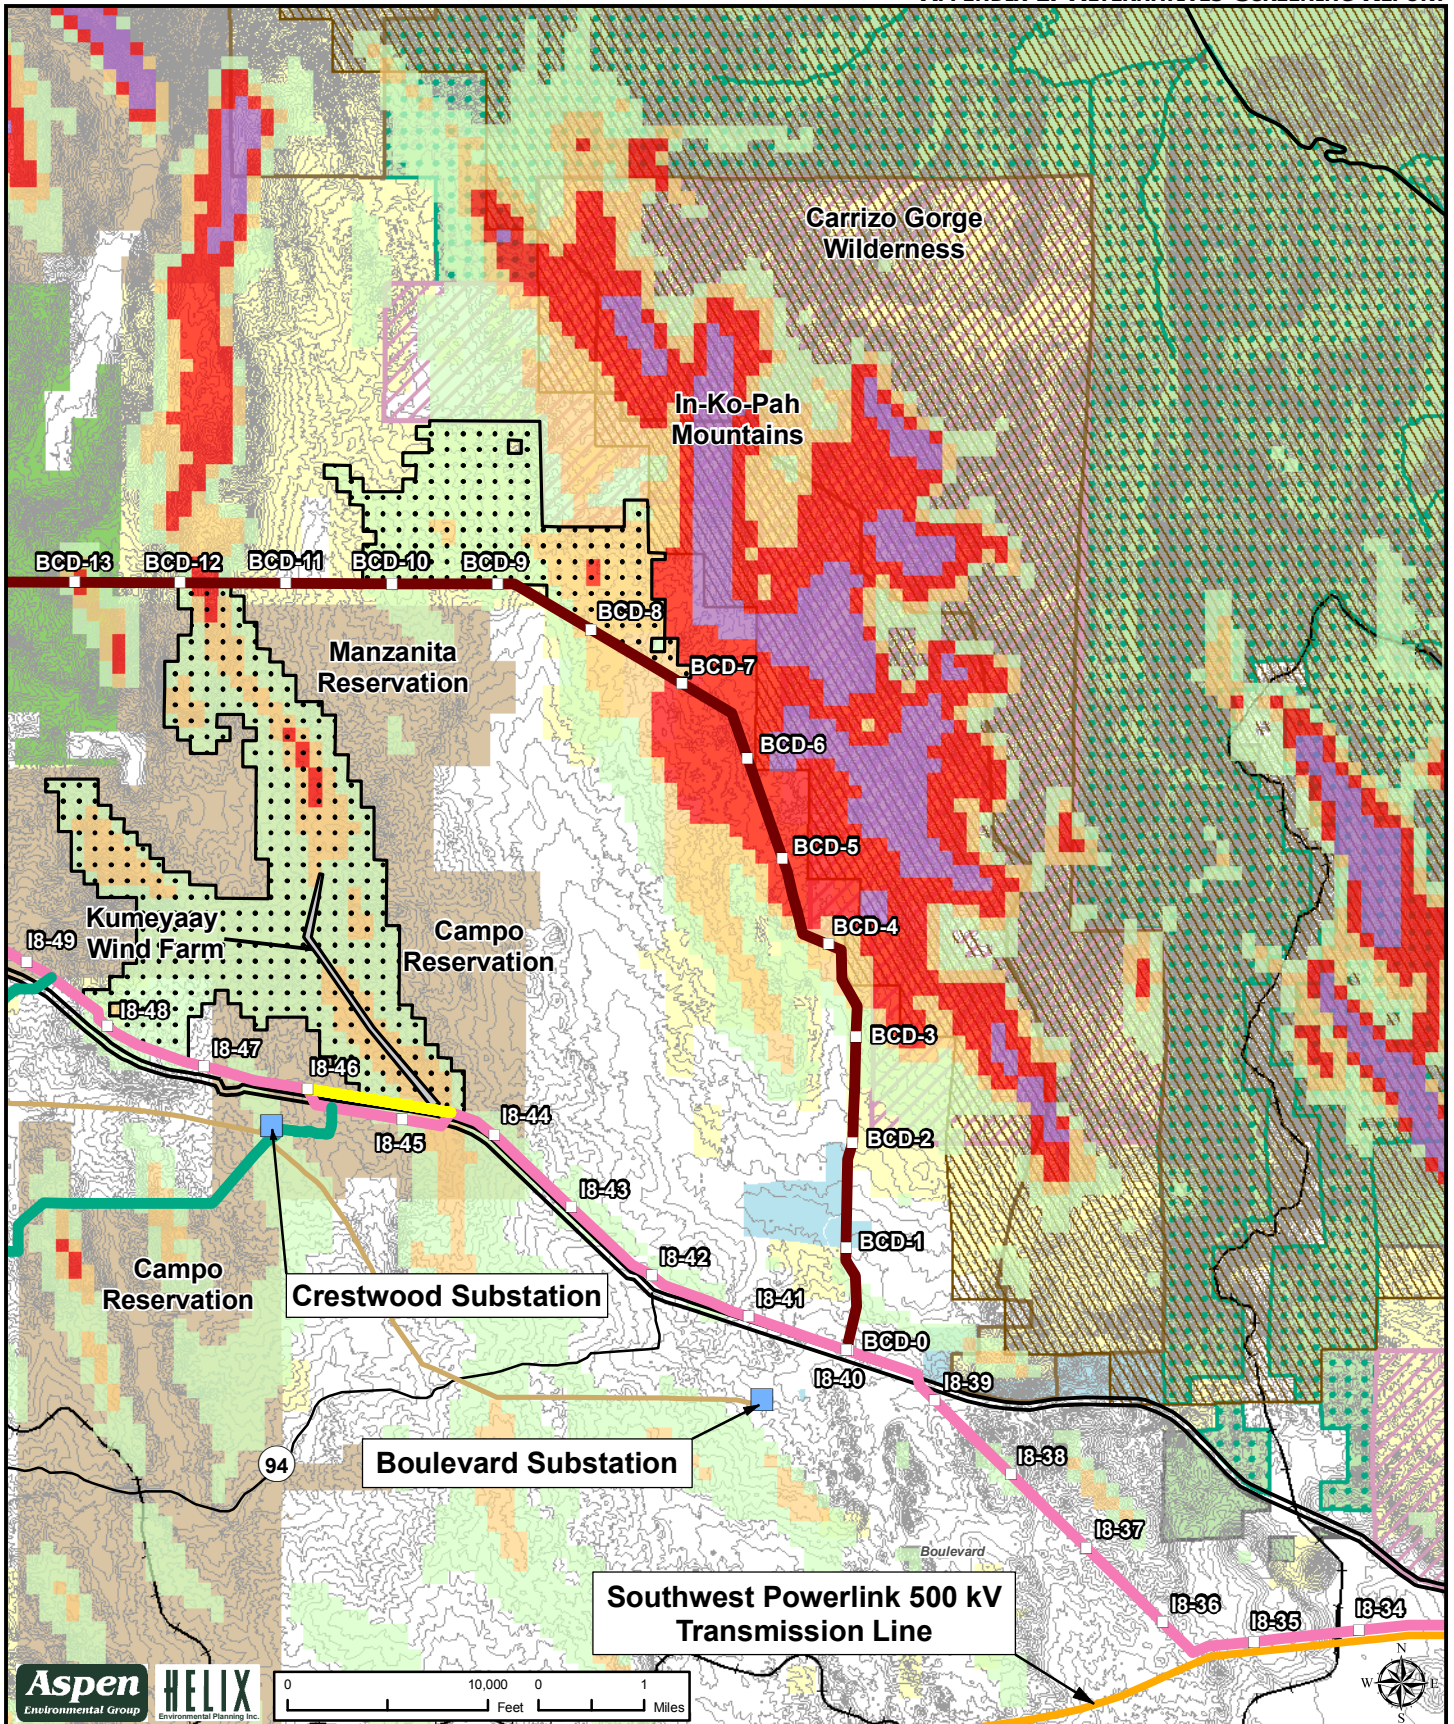 APPENDIX 1. ALTERNATIVES SCREENING REPORT
Carrizo Gorge
Wilderness
In-Ko-Pah
Mountains
BCD-13
BCD-12
BCD-11
BCD-10
BCD-9
BCD-8
BCD-7
BCD-6
BCD-5
BCD-4
BCD-3
BCD-2
BCD-1
BCD-0
Manzanita
Reservation
Kumeyaay
Wind Farm
Campo
Reservation
I8-49
I8-48
I8-47
I8-46
I8-45
I8-44
I8-43
I8-42
I8-41
I8-40
I8-39
I8-38
I8-37
I8-36
I8-35
I8-34
Campo
Reservation
Crestwood Substation
Boulevard Substation
94
Boulevard
Southwest Powerlink 500 kV
Transmission Line
Aspen
Environmental Group
HELIX
Environmental Planning Inc.
0 10,000
Feet
0 1
Miles
N
W E
S